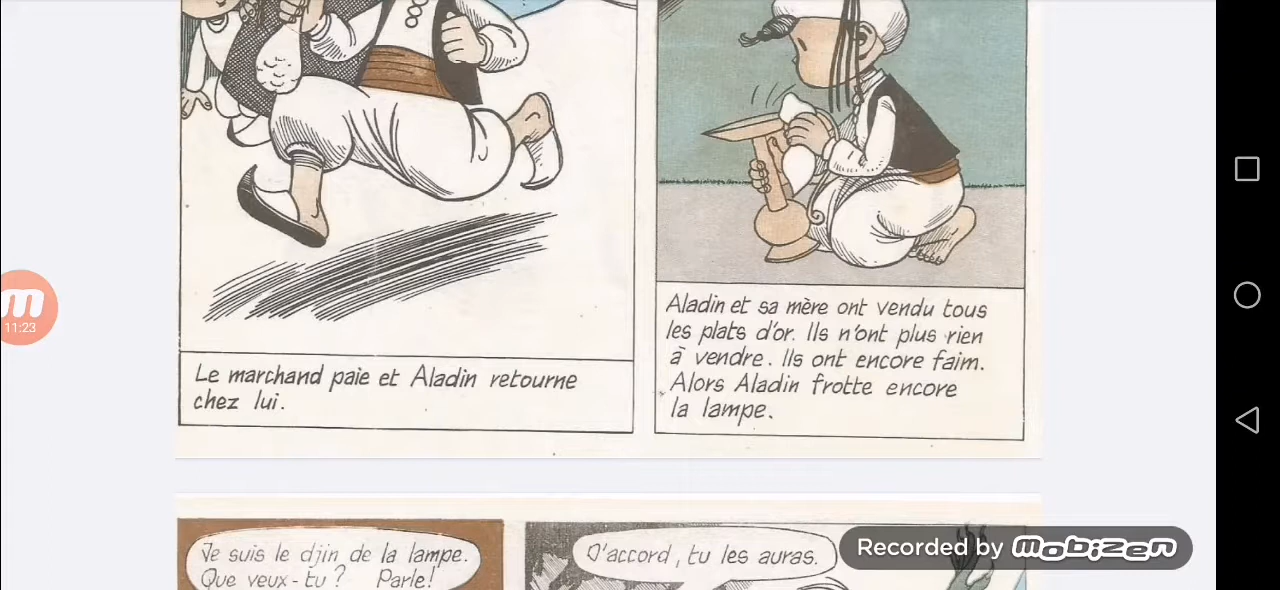 Le marchand paie et Aladin retourne
chez lui.
Aladin et sa mère ont vendu tous
les plats d'or. Ils n'ont plus rien
à vendre. Ils ont encore faim.
Alors Aladin frotte encore
la lampe.
Je suis le djin de la lampe.
Que veux-tu? Parle!
D'accord, tu les auras.
Recorded by mobizen
m
11:23